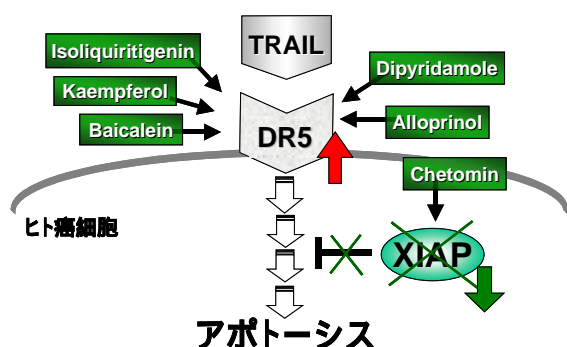 Isoliquiritigenin
TRAIL
Dipyridamole
Kaempferol
Alloprinol
Baicalein
DR5
Chetomin
ヒト癌細胞
XIAP
アポトーシス